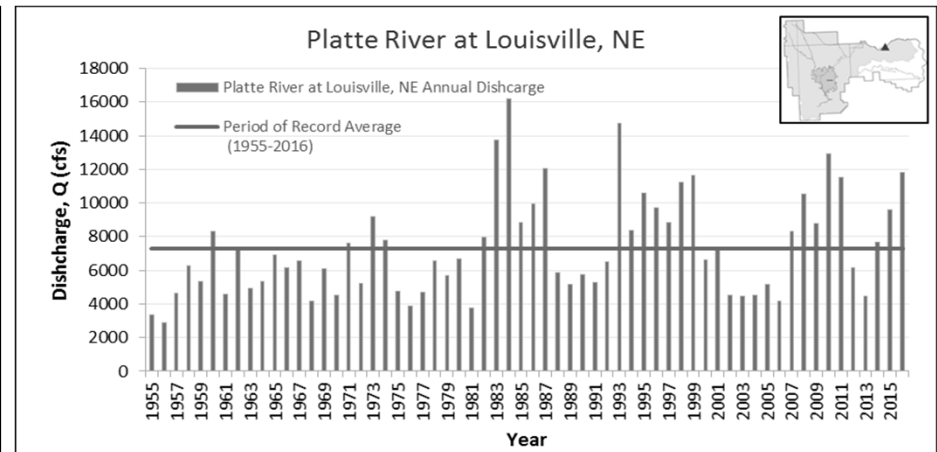 Platte River at Louisville, NE
18000
16000
14000
12000
10000
8000
6000
4000
2000
0
Dishcharge, Q (cfs)
Platte River at Louisville, NE Annual Dishcarge
Period of Record Average
(1955-2016)
1955 1957 1959 1961 1963 1965 1967 1969 1971 1973 1975 1977 1979 1981 1983 1985 1987 1989 1991 1993 1995 1997 1999 2001 2003 2005 2007 2009 2011 2013 2015
Year